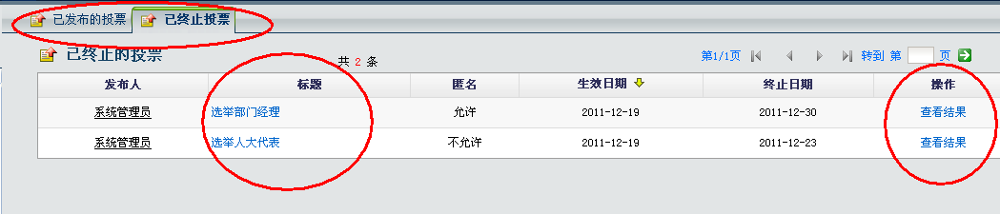 已发布的投票 已终止投票
已终止的投票 共 2 条 第1/1页 转到 第 页
发布人 标题 匿名 生效日期 终止日期 操作
系统管理员 选举部门经理 允许 2011-12-19 2011-12-30 查看结果
系统管理员 选举人大代表 不允许 2011-12-19 2011-12-23 查看结果